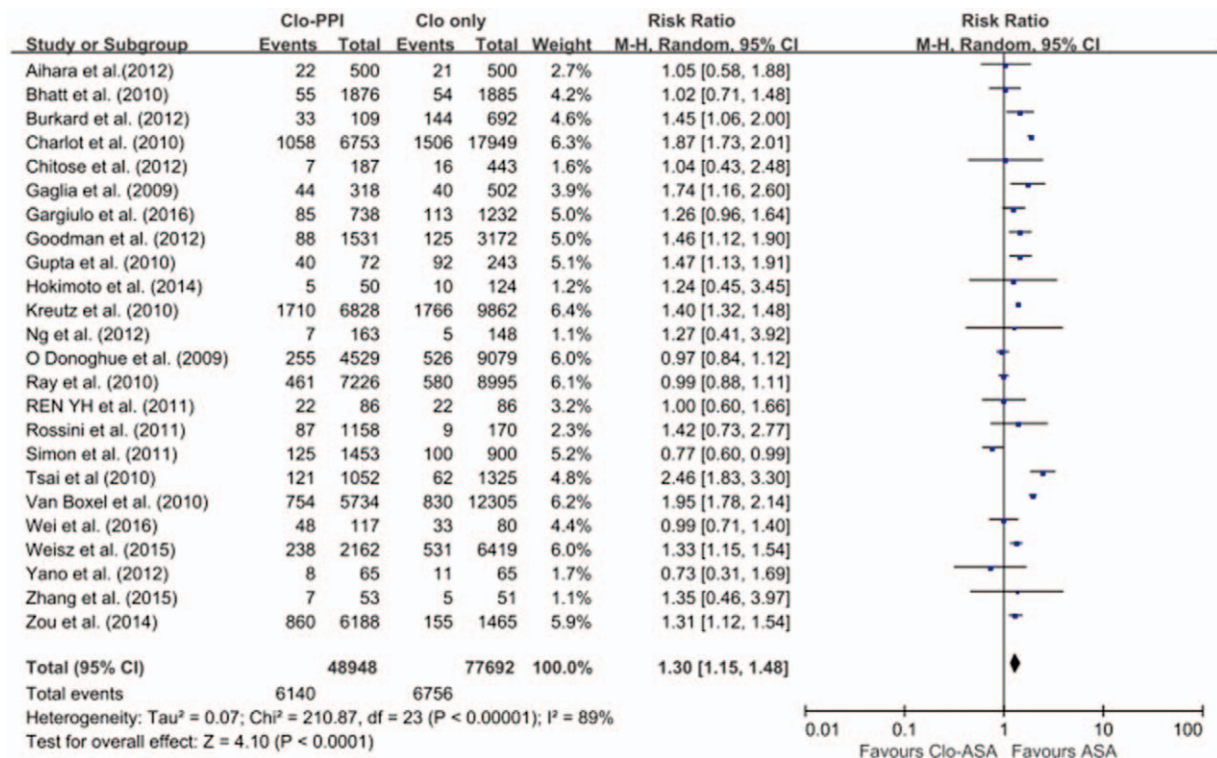 Clo-PPI Clo only Risk Ratio Risk Ratio
Study or Subgroup Events Total Events Total Weight M-H, Random, 95% CI M-H, Random, 95% CI
Aihara et al.(2012) 22 500 21 500 2.7% 1.05 [0.58, 1.88]
Bhatt et al. (2010) 55 1876 54 1885 4.2% 1.02 [0.71, 1.48]
Burkard et al. (2012) 33 109 144 692 4.6% 1.45 [1.06, 2.00]
Charlot et al. (2010) 1058 6753 1506 17949 6.3% 1.87 [1.73, 2.01]
Chitose et al. (2012) 7 187 16 443 1.6% 1.04 [0.43, 2.48]
Gaglia et al. (2009) 44 318 40 502 3.9% 1.74 [1.16, 2.60]
Gargiulo et al. (2016) 85 738 113 1232 5.0% 1.26 [0.96, 1.64]
Goodman et al. (2012) 88 1531 125 3172 5.0% 1.46 [1.12, 1.90]
Gupta et al. (2010) 40 72 92 243 5.1% 1.47 [1.13, 1.91]
Hokimoto et al. (2014) 5 50 10 124 1.2% 1.24 [0.45, 3.45]
Kreutz et al. (2010) 1710 6828 1766 9862 6.4% 1.40 [1.32, 1.48]
Ng et al. (2012) 7 163 5 148 1.1% 1.27 [0.41, 3.92]
O Donoghue et al. (2009) 255 4529 526 9079 6.0% 0.97 [0.84, 1.12]
Ray et al. (2010) 461 7226 580 8995 6.1% 0.99 [0.88, 1.11]
REN YH et al. (2011) 22 86 22 86 3.2% 1.00 [0.60, 1.66]
Rossini et al. (2011) 87 1158 9 170 2.3% 1.42 [0.73, 2.77]
Simon et al. (2011) 125 1453 100 900 5.2% 0.77 [0.60, 0.99]
Tsai et al (2010) 121 1052 62 1325 4.8% 2.46 [1.83, 3.30]
Van Boxel et al. (2010) 754 5734 830 12305 6.2% 1.95 [1.78, 2.14]
Wei et al. (2016) 48 117 33 80 4.4% 0.99 [0.71, 1.40]
Weisz et al. (2015) 238 2162 531 6419 6.0% 1.33 [1.15, 1.54]
Yano et al. (2012) 8 65 11 65 1.7% 0.73 [0.31, 1.69]
Zhang et al. (2015) 7 53 5 51 1.1% 1.35 [0.46, 3.97]
Zou et al. (2014) 860 6188 155 1465 5.9% 1.31 [1.12, 1.54]
Total (95% CI) 48948 77692 100.0% 1.30 [1.15, 1.48]
Total events 6140 6756
Heterogeneity: Tau² = 0.07; Chi² = 210.87, df = 23 (P < 0.00001); I² = 89%
Test for overall effect: Z = 4.10 (P < 0.0001)
0.01 0.1 1 10 100
Favours Clo-ASA Favours ASA